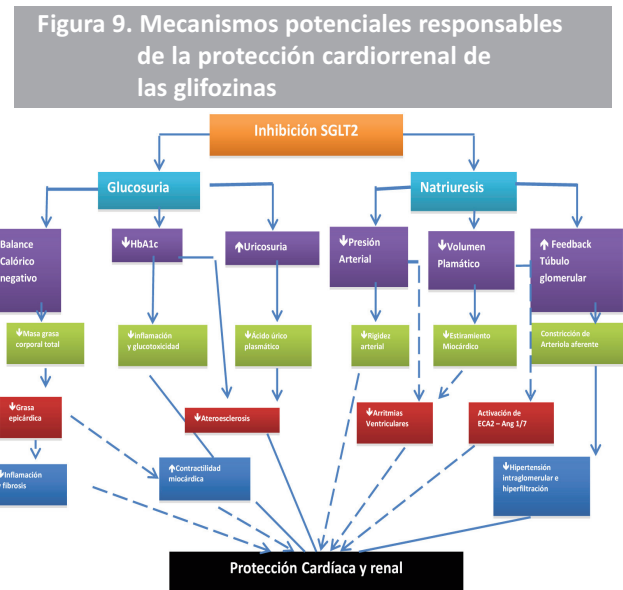 Figura 9. Mecanismos potenciales responsables
de la protección cardiorrenal de
las glifozinas
Inhibición SGLT2
Glucosuria
Natriuresis
Balance
Calórico
negativo
↓HbA1c
↑Uricosuria
↓Presión
Arterial
↓Volumen
Plamático
↑ Feedback
Túbulo
glomerular
↓Masa grasa
corporal total
↓Inflamación
y glucotoxicidad
↓Ácido úrico
plasmático
↓Rigidez
arterial
↓Estiramiento
Miocárdico
Constricción de
Arteriola aferente
↓Grasa
epicárdica
↓Ateroesclerosis
↓Arritmias
Ventriculares
Activación de
ECA2 – Ang 1/7
↓Inflamación
y fibrosis
↑Contractilidad
miocárdica
↓Hipertensión
intraglomerular e
hiperfiltración
Protección Cardíaca y renal